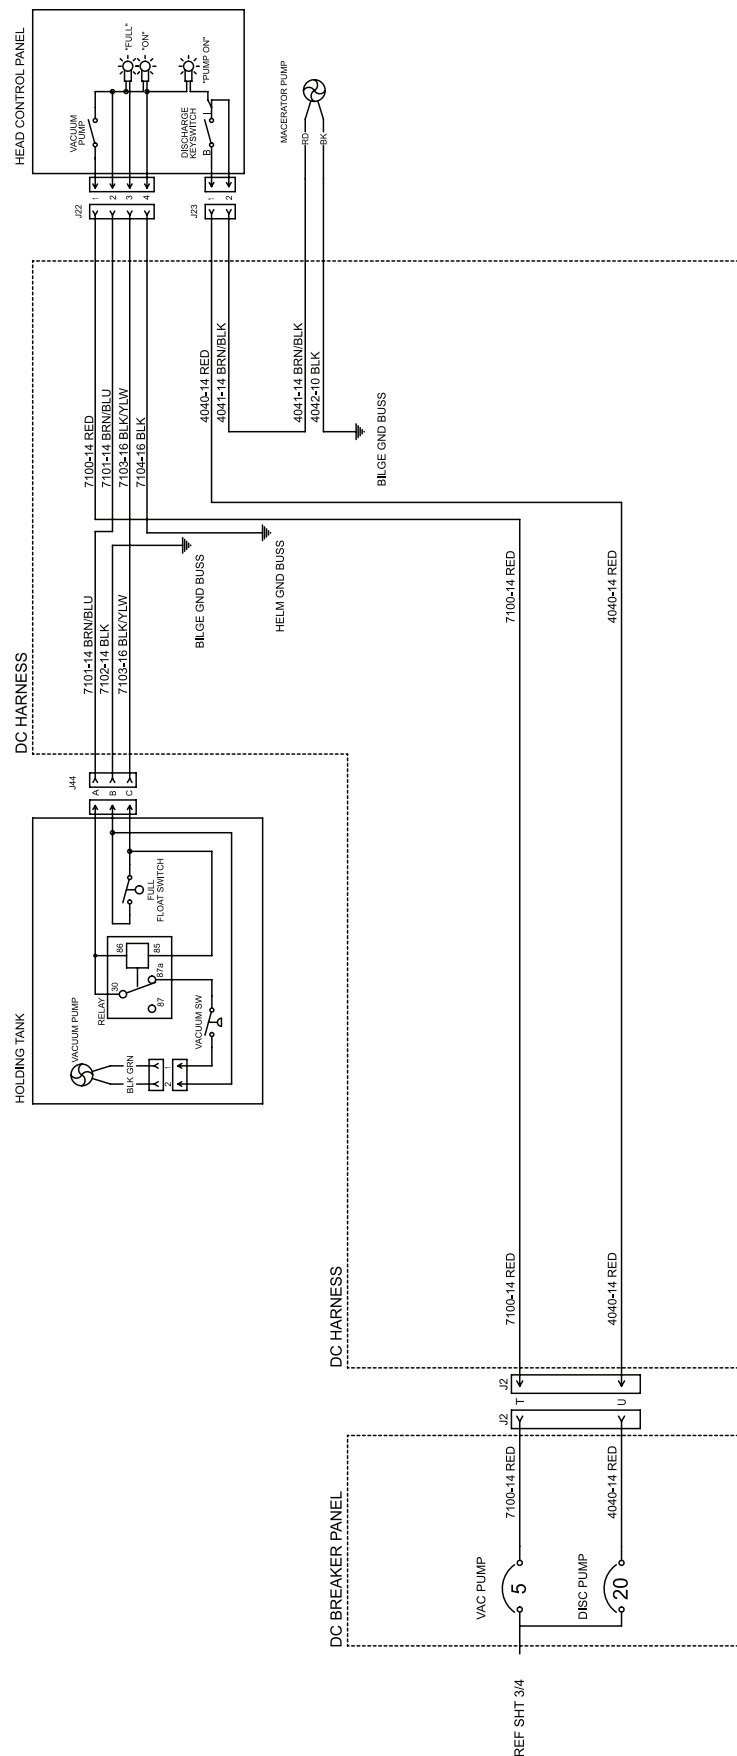 HEAD CONTROL PANEL
"FULL"
"ON"
"PUMP ON"
VACUUM
PUMP
DISCHARGE
KEYSWITCH
B
I
J22
1
2
3
4
J23
1
2
MACERATOR PUMP
RD
BK
7100-14 RED
7101-14 BRN/BLU
7103-16 BLK/YLW
7104-16 BLK
4040-14 RED
4041-14 BRN/BLK
4041-14 BRN/BLK
4042-10 BLK
BILGE GND BUSS
HELM GND BUSS
BILGE GND BUSS
DC HARNESS
7101-14 BRN/BLU
7102-14 BLK
7103-16 BLK/YLW
7100-14 RED
4040-14 RED
J44
A
B
C
HOLDING TANK
FULL
FLOAT SWITCH
RELAY
86
85
30
87a
87
VACUUM PUMP
VACUUM SW
BLK
GRN
2
1
DC HARNESS
7100-14 RED
4040-14 RED
J2
J2
T
U
DC BREAKER PANEL
7100-14 RED
4040-14 RED
VAC PUMP
5
DISC PUMP
20
REF SHT 3/4